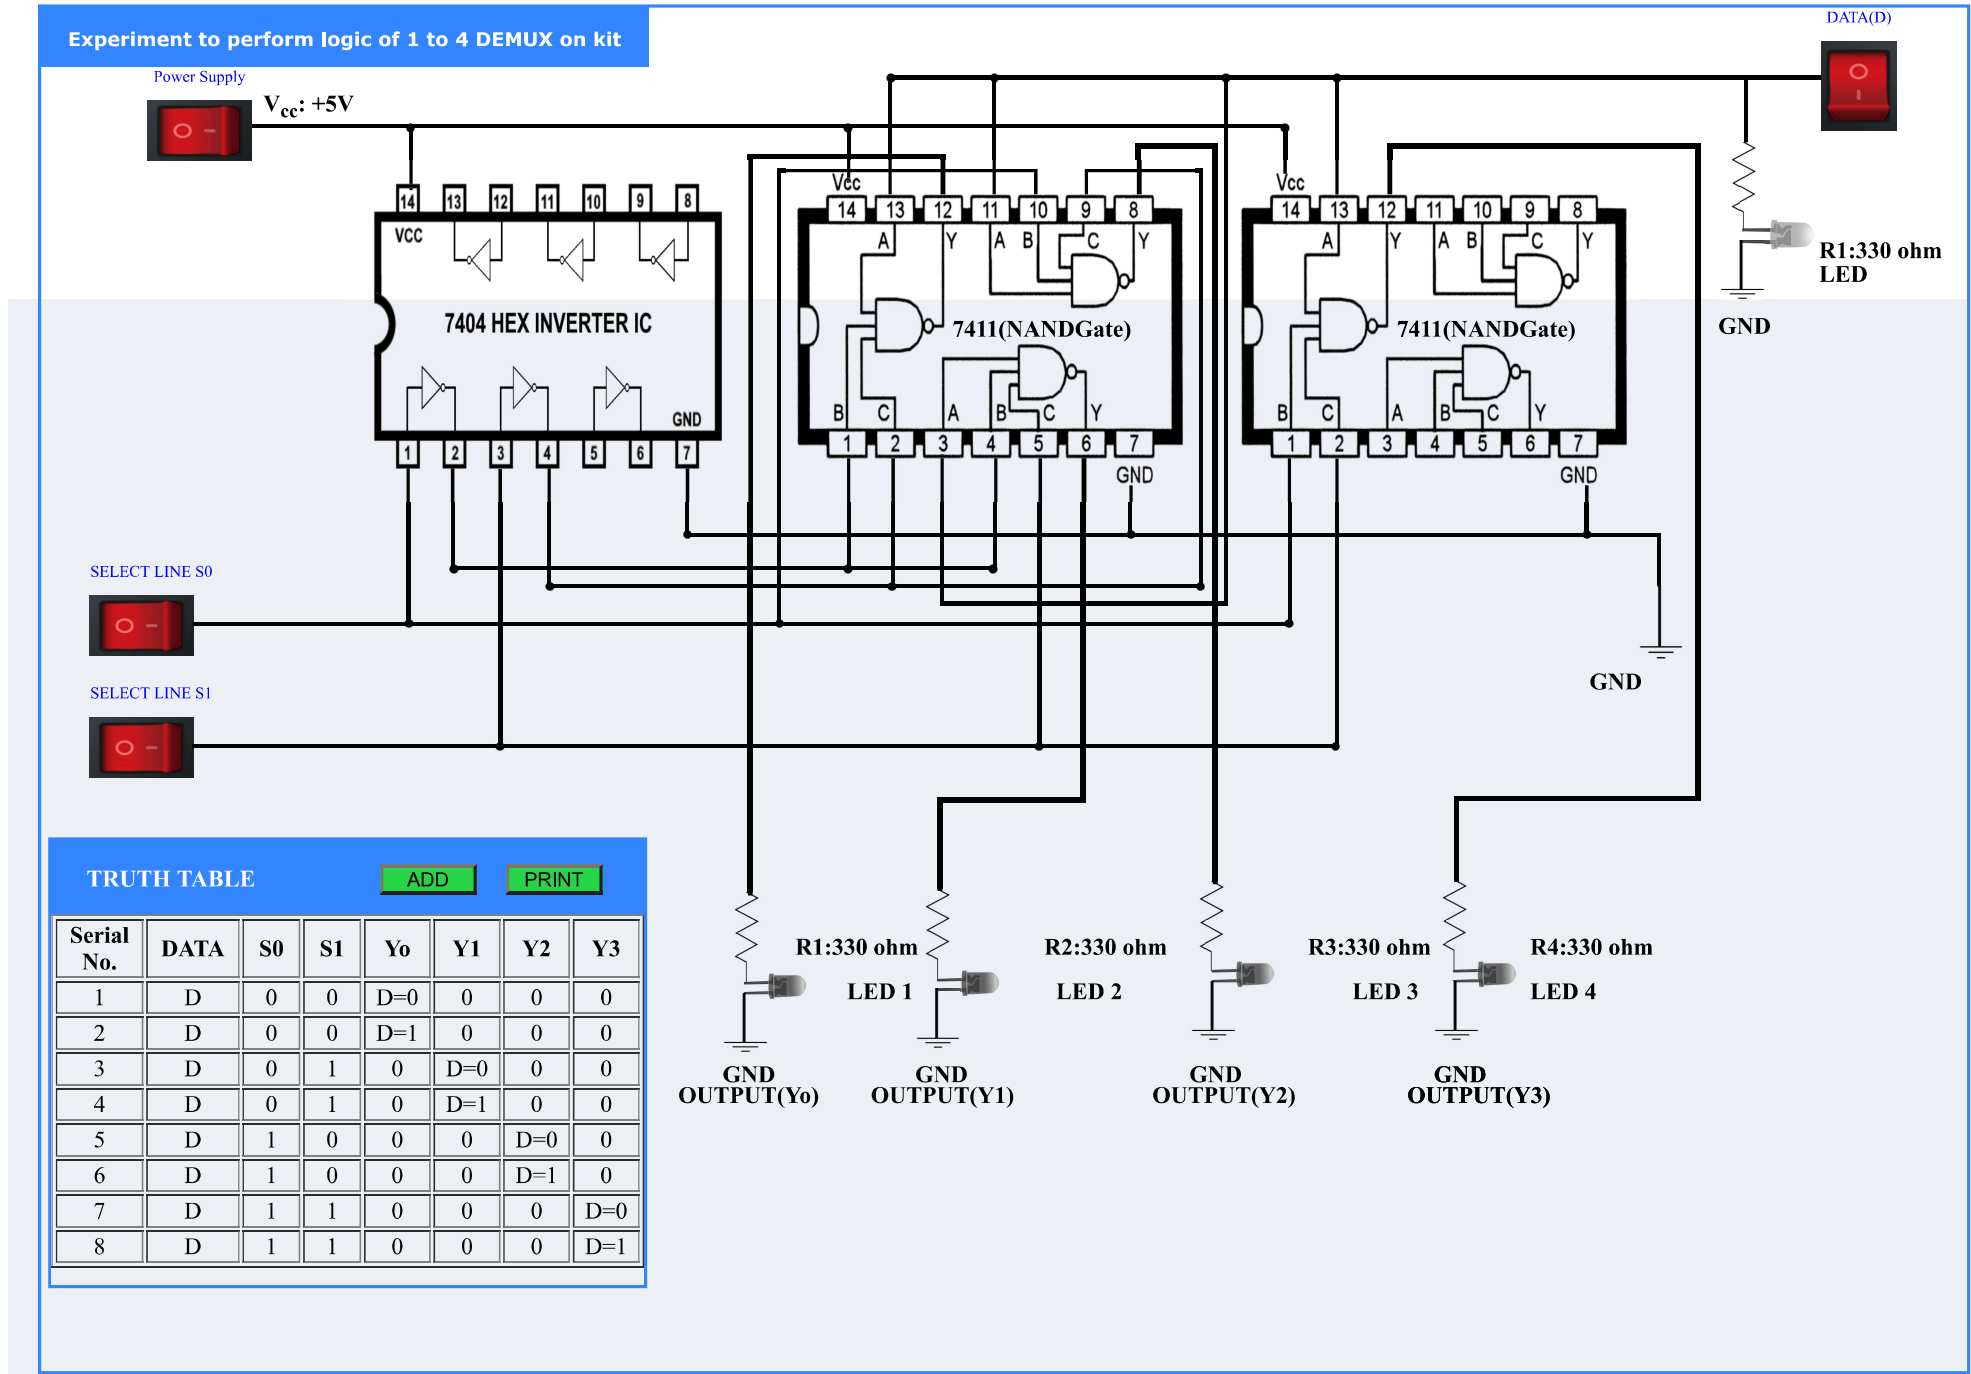 DATA(D)
Experiment to perform logic of 1 to 4 DEMUX on kit
Power Supply
Vcc: +5V
Vcc
Vcc
14 13 12 11 10 9 8
14 13 12 11 10 9 8
14 13 12 11 10 9 8
VCC
A Y A B C Y
A Y A B C Y
R1:330 ohm
LED
GND
7404 HEX INVERTER IC
7411(NANDGate)
7411(NANDGate)
GND
B C A B C Y
B C A B C Y
1 2 3 4 5 6 7
1 2 3 4 5 6 7
1 2 3 4 5 6 7
GND
GND
SELECT LINE S0
GND
SELECT LINE S1
TRUTH TABLE ADD PRINT
Serial No. DATA S0 S1 Yo Y1 Y2 Y3
1 D 0 0 D=0 0 0 0
2 D 0 0 D=1 0 0 0
3 D 0 1 0 D=0 0 0
4 D 0 1 0 D=1 0 0
5 D 1 0 0 0 D=0 0
6 D 1 0 0 0 D=1 0
7 D 1 1 0 0 0 D=0
8 D 1 1 0 0 0 D=1
R1:330 ohm
LED 1
R2:330 ohm
LED 2
R3:330 ohm
LED 3
R4:330 ohm
LED 4
GND
OUTPUT(Yo)
GND
OUTPUT(Y1)
GND
OUTPUT(Y2)
GND
OUTPUT(Y3)